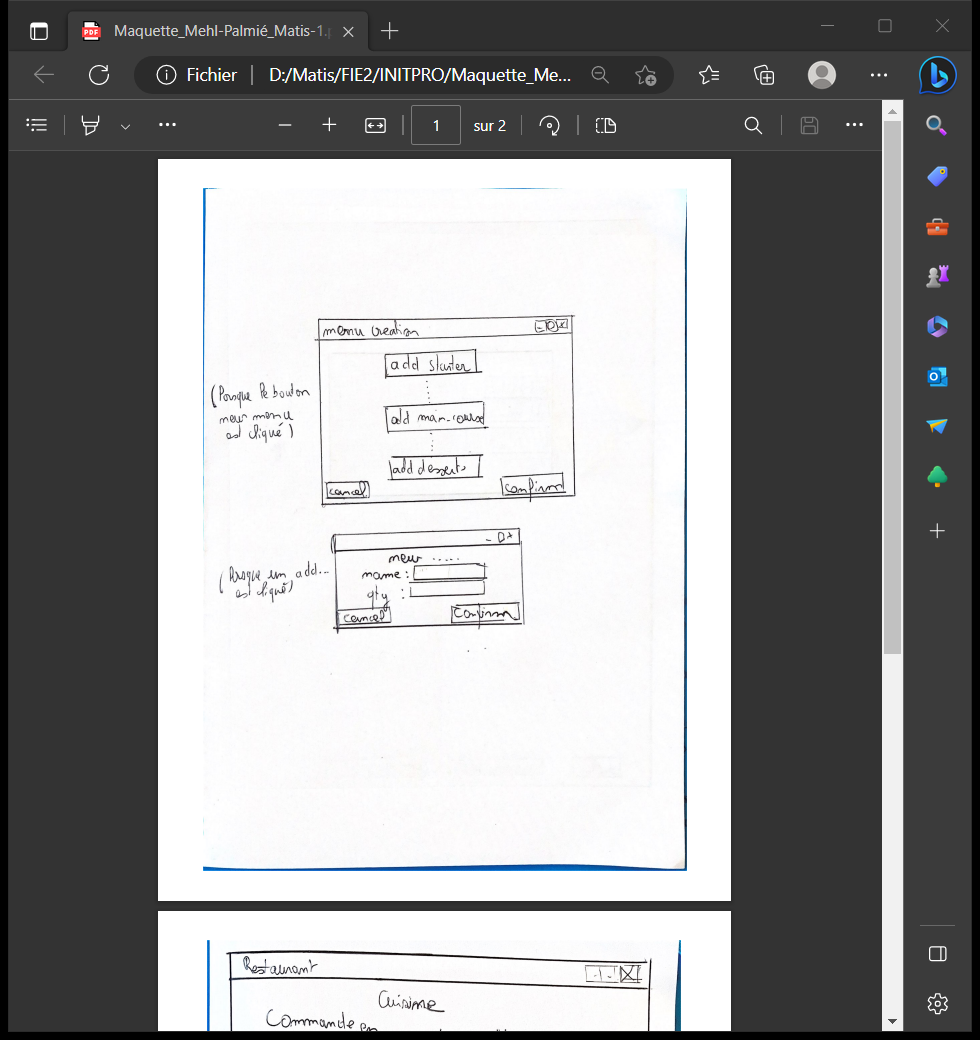 Maquette_Mehl-Palmié_Matis-1.p
Fichier
D:/Matis/FIE2/INITPRO/Maquette_Me...
1 sur 2
menu creation
add starter
(lorsque le bouton
new menu
est cliqué)
add main-course
add desserts
cancel
confirm
new .....
(lorsque un add...
est cliqué)
name :
qty :
cancel
confirm
Restaurant
Cuisine
Commande en